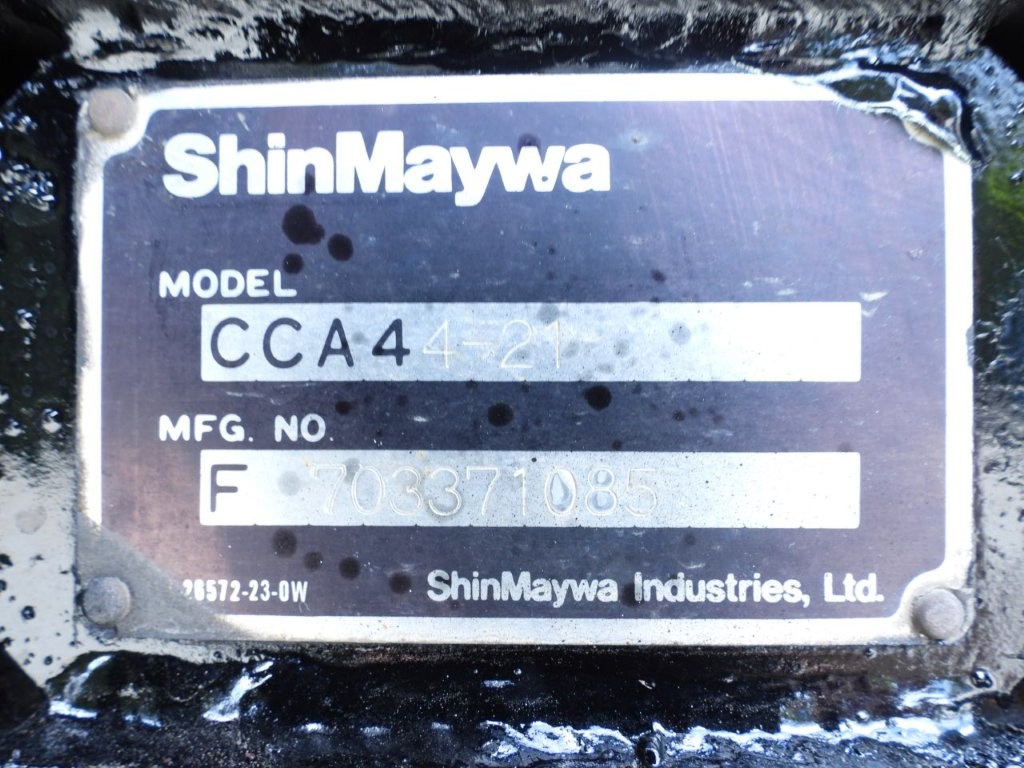 ShinMaywa
MODEL
CCA44-21
MFG. NO.
F 703371085
26572-23-0W
ShinMaywa Industries, Ltd.